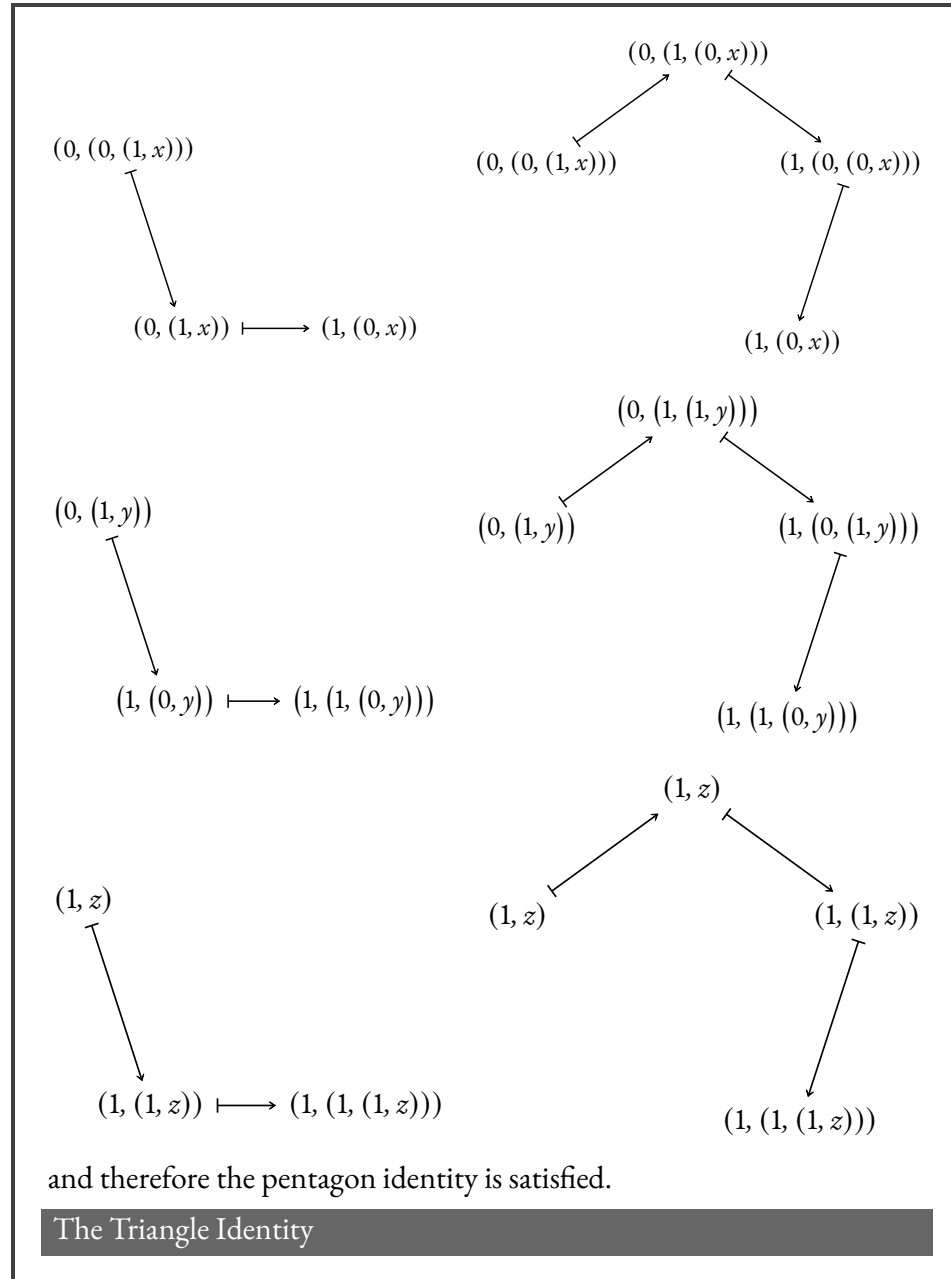 (0, (1, (0, x)))
(0, (0, (1, x)))
(0, (0, (1, x)))
(1, (0, (0, x)))
(0, (1, x))
(1, (0, x))
(1, (0, x))
(0, (1, (1, y)))
(0, (1, y))
(0, (1, y))
(1, (0, (1, y)))
(1, (0, y))
(1, (1, (0, y)))
(1, (1, (0, y)))
(1, z)
(1, z)
(1, z)
(1, (1, z))
(1, (1, z))
(1, (1, (1, z)))
(1, (1, (1, z)))
and therefore the pentagon identity is satisfied.
The Triangle Identity